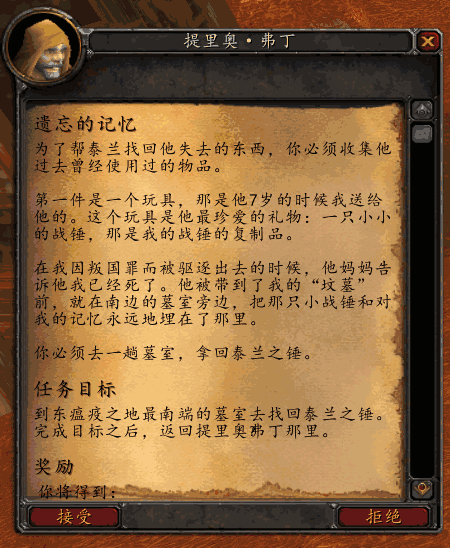 提里奥·弗丁
遗忘的记忆
为了帮泰兰找回他失去的东西，你必须收集他
过去曾经使用过的物品。
第一件是一个玩具，那是他7岁的时候我送给
他的。这个玩具是他最珍爱的礼物：一只小小
的战锤，那是我的战锤的复制品。
在我因叛国罪而被驱逐出去的时候，他妈妈告
诉他我已经死了。他被带到了我的“坟墓”
前，就在南边的墓室旁边，把那只小战锤和对
我的记忆永远地埋在了那里。
你必须去一趟墓室，拿回泰兰之锤。
任务目标
到东瘟疫之地最南端的墓室去找回泰兰之锤。
完成目标之后，返回提里奥弗丁那里。
奖励
你将得到：
接受
拒绝